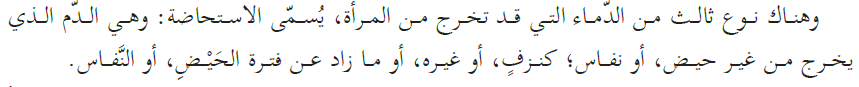 وهناك نوع ثالث من الدّماء التي قد تخرج من المرأة، يُسمّى الاستحاضة: وهي الدّم الذي
يخرج من غير حيض، أو نفاس؛ كنزفٍ، أو غيره، أو ما زاد عن فترة الحَيْضِ، أو النَّفاس.